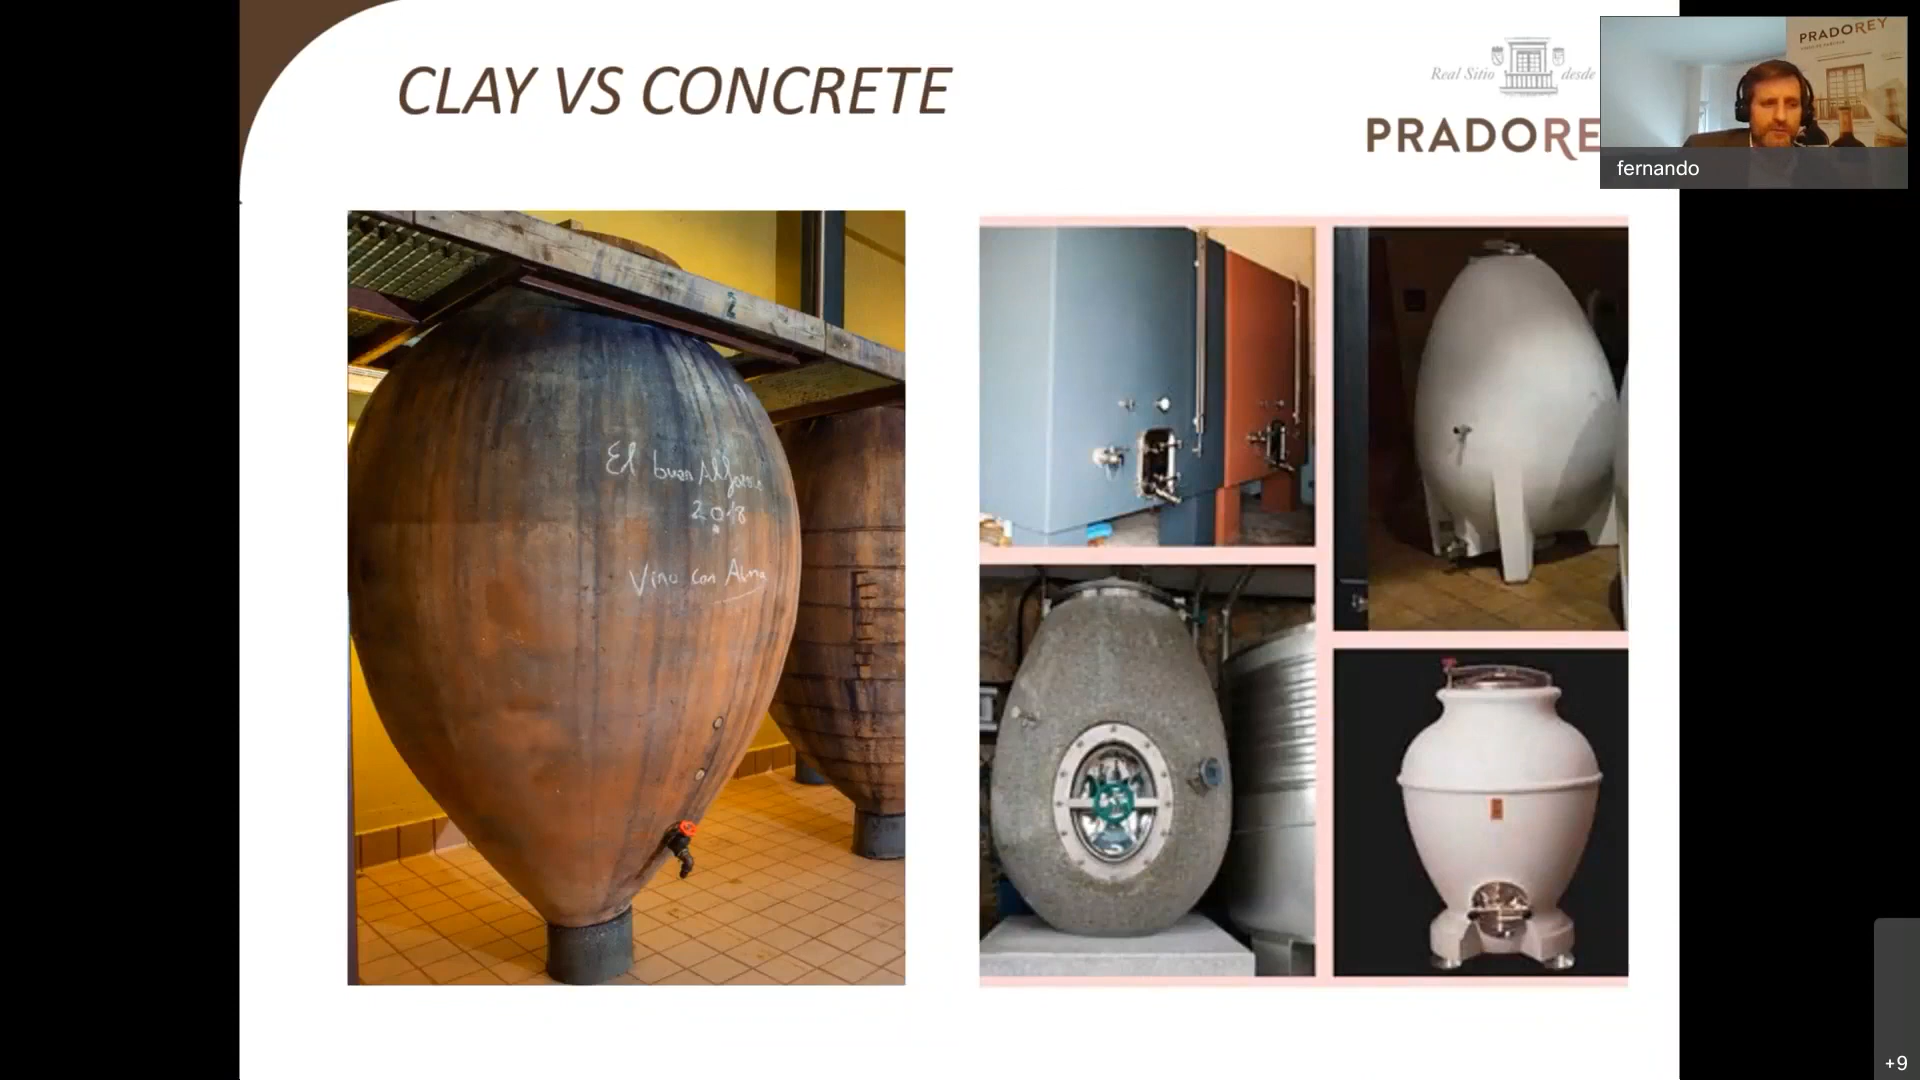 CLAY VS CONCRETE
Real Sitio desde
PRADORE
PRADOREY
fernando
2
El buen Alfarero
2018
Vino con Alma
+9